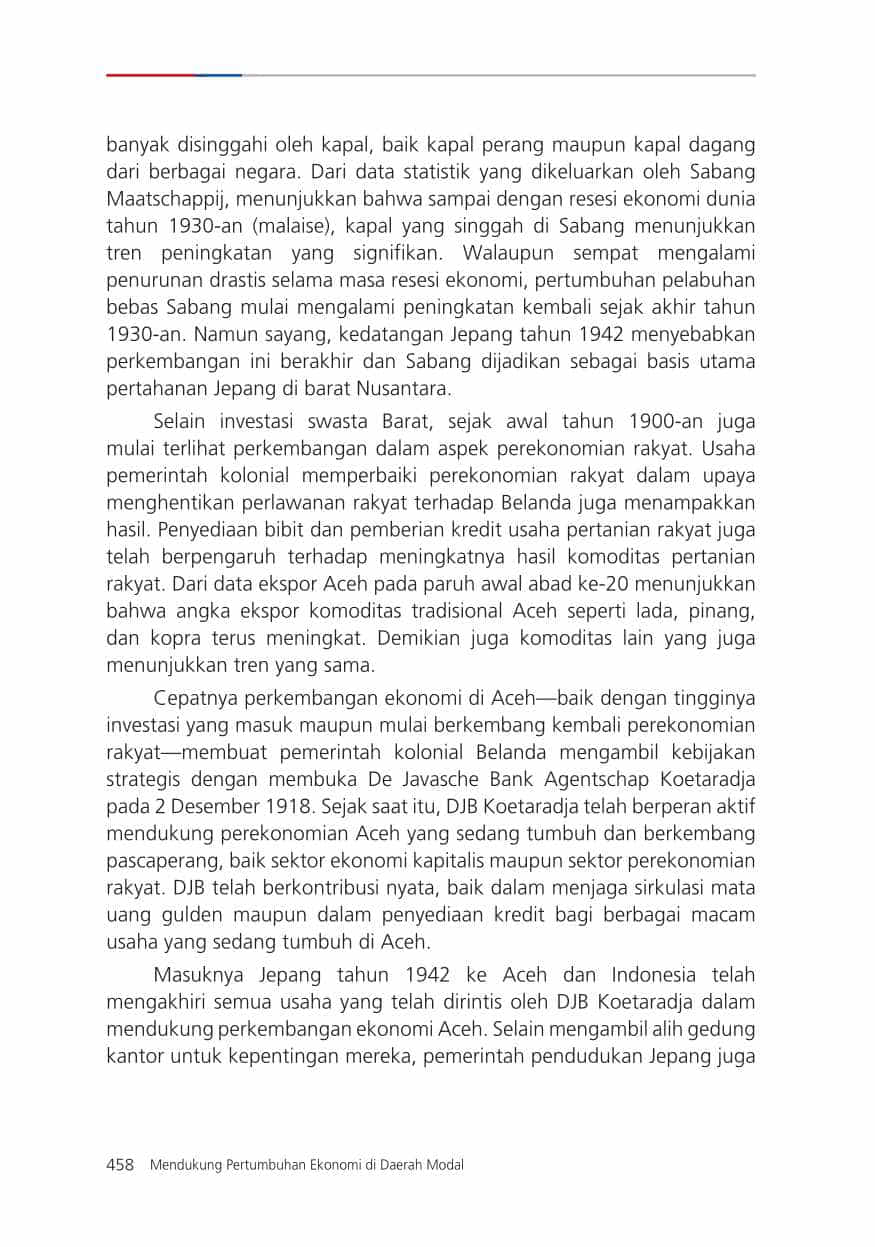 banyak disinggahi oleh kapal, baik kapal perang maupun kapal dagang
dari berbagai negara. Dari data statistik yang dikeluarkan oleh Sabang
Maatschappij, menunjukkan bahwa sampai dengan resesi ekonomi dunia
tahun 1930-an (malaise), kapal yang singgah di Sabang menunjukkan
tren peningkatan yang signifikan. Walaupun sempat mengalami
penurunan drastis selama masa resesi ekonomi, pertumbuhan pelabuhan
bebas Sabang mulai mengalami peningkatan kembali sejak akhir tahun
1930-an. Namun sayang, kedatangan Jepang tahun 1942 menyebabkan
perkembangan ini berakhir dan Sabang dijadikan sebagai basis utama
pertahanan Jepang di barat Nusantara.
Selain investasi swasta Barat, sejak awal tahun 1900-an juga
mulai terlihat perkembangan dalam aspek perekonomian rakyat. Usaha
pemerintah kolonial memperbaiki perekonomian rakyat dalam upaya
menghentikan perlawanan rakyat terhadap Belanda juga menampakkan
hasil. Penyediaan bibit dan pemberian kredit usaha pertanian rakyat juga
telah berpengaruh terhadap meningkatnya hasil komoditas pertanian
rakyat. Dari data ekspor Aceh pada paruh awal abad ke-20 menunjukkan
bahwa angka ekspor komoditas tradisional Aceh seperti lada, pinang,
dan kopra terus meningkat. Demikian juga komoditas lain yang juga
menunjukkan tren yang sama.
Cepatnya perkembangan ekonomi di Aceh—baik dengan tingginya
investasi yang masuk maupun mulai berkembang kembali perekonomian
rakyat—membuat pemerintah kolonial Belanda mengambil kebijakan
strategis dengan membuka De Javasche Bank Agentschap Koetaradja
pada 2 Desember 1918. Sejak saat itu, DJB Koetaradja telah berperan aktif
mendukung perekonomian Aceh yang sedang tumbuh dan berkembang
pascaperang, baik sektor ekonomi kapitalis maupun sektor perekonomian
rakyat. DJB telah berkontribusi nyata, baik dalam menjaga sirkulasi mata
uang gulden maupun dalam penyediaan kredit bagi berbagai macam
usaha yang sedang tumbuh di Aceh.
Masuknya Jepang tahun 1942 ke Aceh dan Indonesia telah
mengakhiri semua usaha yang telah dirintis oleh DJB Koetaradja dalam
mendukung perkembangan ekonomi Aceh. Selain mengambil alih gedung
kantor untuk kepentingan mereka, pemerintah pendudukan Jepang juga
458 Mendukung Pertumbuhan Ekonomi di Daerah Modal